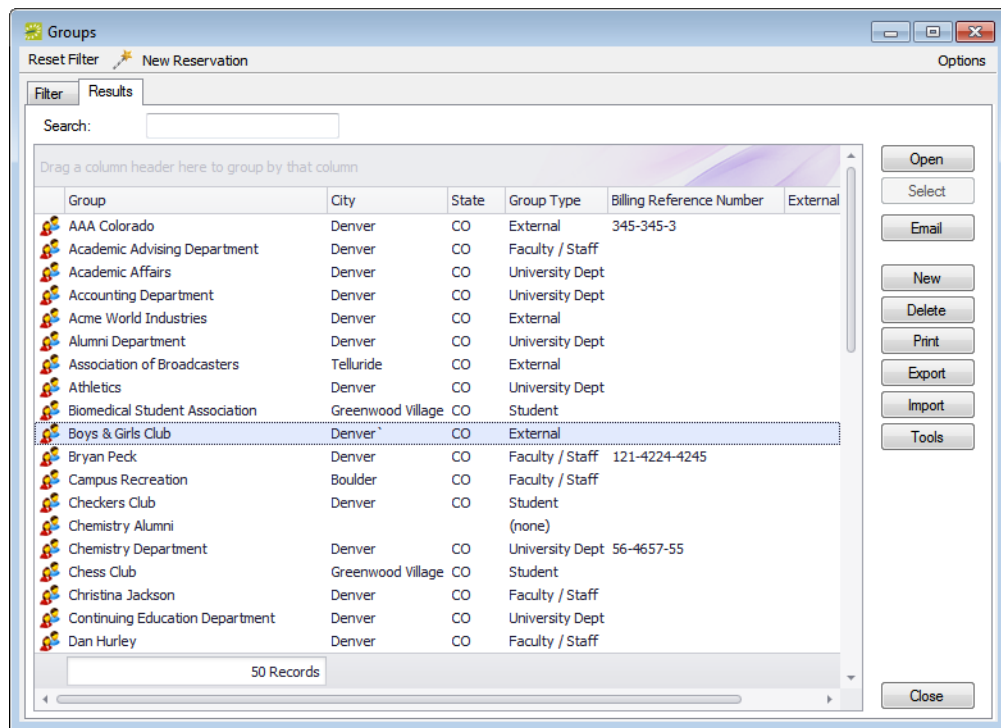 Groups
Reset Filter New Reservation Options
Filter Results
Search:
Drag a column header here to group by that column
Group City State Group Type Billing Reference Number External
AAA Colorado Denver CO External 345-345-3
Academic Advising Department Denver CO Faculty / Staff
Academic Affairs Denver CO University Dept
Accounting Department Denver CO University Dept
Acme World Industries Denver CO External
Alumni Department Denver CO University Dept
Association of Broadcasters Telluride CO External
Athletics Denver CO University Dept
Biomedical Student Association Greenwood Village CO Student
Boys & Girls Club Denver` CO External
Bryan Peck Denver CO Faculty / Staff 121-4224-4245
Campus Recreation Boulder CO Faculty / Staff
Checkers Club Denver CO Student
Chemistry Alumni (none)
Chemistry Department Denver CO University Dept 56-4657-55
Chess Club Greenwood Village CO Student
Christina Jackson Denver CO Faculty / Staff
Continuing Education Department Denver CO University Dept
Dan Hurley Denver CO Faculty / Staff
50 Records
Open
Select
Email
New
Delete
Print
Export
Import
Tools
Close